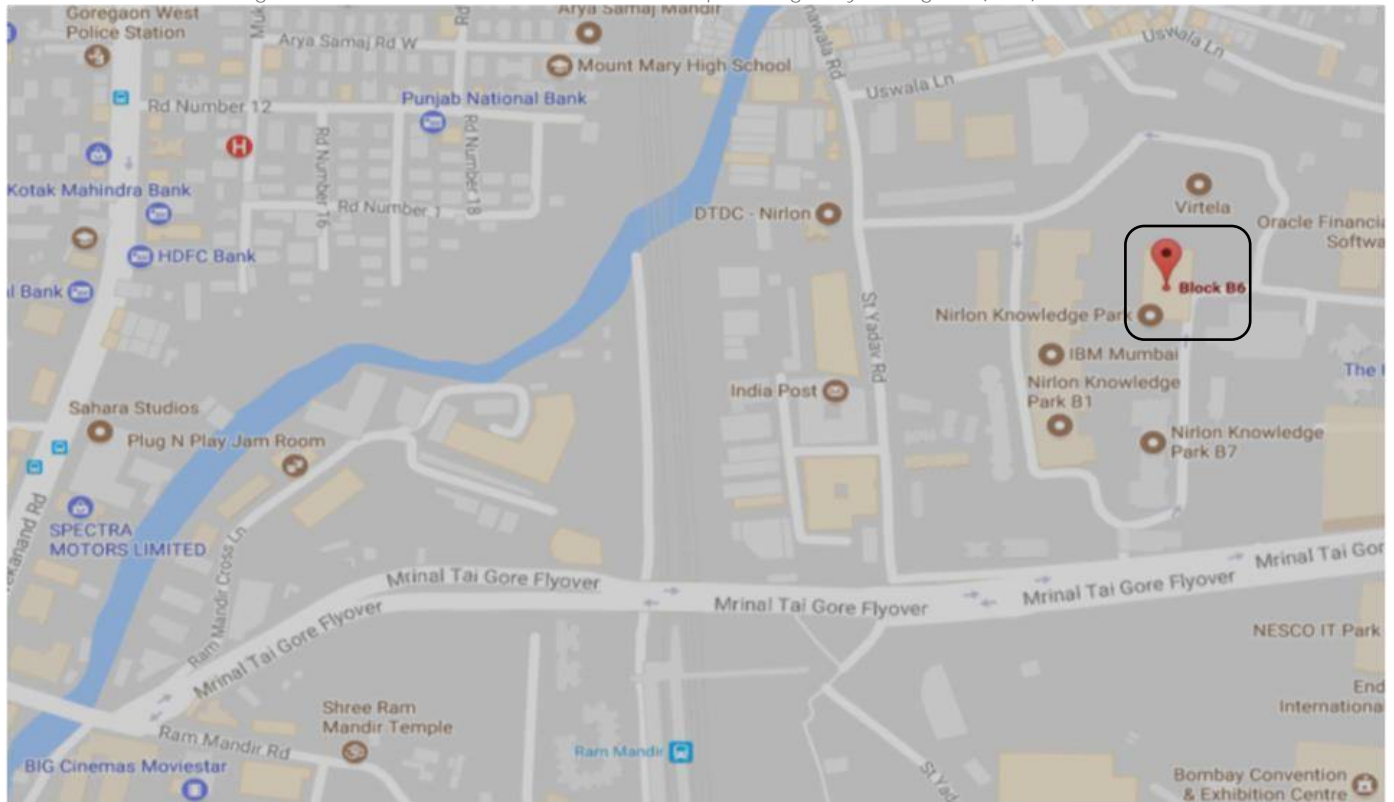 Goregaon West
Police Station
Arya Samaj Rd W
Arya Samaj Mandir
Mount Mary High School
Rd Number 12
Punjab National Bank
H
Rd Number 16
Rd Number 18
Rd Number 1
Kotak Mahindra Bank
HDFC Bank
Uswala Ln
Uswala Ln
DTDC - Nirlon
Virtela
Oracle Financia
Softwa
Block B6
Nirlon Knowledge Park
IBM Mumbai
Nirlon Knowledge
Park B1
Nirlon Knowledge
Park B7
The
St Yadav Rd
India Post
Sahara Studios
Plug N Play Jam Room
SPECTRA
MOTORS LIMITED
Ram Mandir Cross Ln
Mrinal Tai Gore Flyover
Mrinal Tai Gore Flyover
Mrinal Tai Gore Flyover
Mrinal Tai Gore Flyover
Mrinal Tai Gor
NESCO IT Park
End
Internationa
Shree Ram
Mandir Temple
Ram Mandir Rd
Ram Mandir
BIG Cinemas Moviestar
St Yad
Bombay Convention
& Exhibition Centre